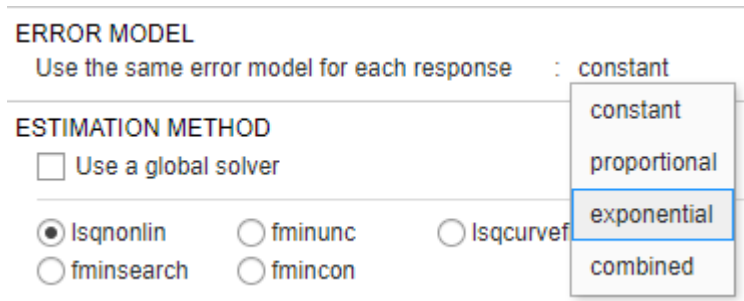 ERROR MODEL
Use the same error model for each response : constant
constant
proportional
exponential
combined
ESTIMATION METHOD
Use a global solver
lsqnonlin fminunc lsqcurvef
fminsearch fmincon